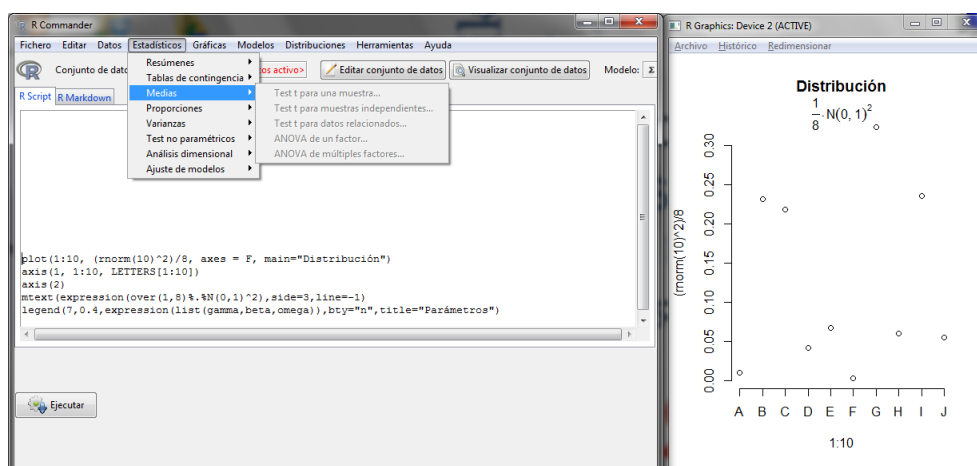 R Commander
Fichero Editar Datos Estadísticos Gráficas Modelos Distribuciones Herramientas Ayuda
Conjunto de dato os activo> Editar conjunto de datos Visualizar conjunto de datos Modelo: Σ
R Script R Markdown
Resúmenes
Tablas de contingencia
Medias
Proporciones
Varianzas
Test no paramétricos
Análisis dimensional
Ajuste de modelos
Test t para una muestra...
Test t para muestras independientes...
Test t para datos relacionados...
ANOVA de un factor...
ANOVA de múltiples factores...
plot(1:10, (rnorm(10)^2)/8, axes = F, main="Distribución")
axis(1, 1:10, LETTERS[1:10])
axis(2)
mtext(expression(over(1,8)%.%N(0,1)^2),side=3,line=-1)
legend(7,0.4,expression(list(gamma,beta,omega)),bty="n",title="Parámetros")
Ejecutar
R Graphics: Device 2 (ACTIVE)
Archivo Histórico Redimensionar
Distribución
1/8·N(0, 1)²
(rnorm(10)^2)/8
0.30
0.25
0.20
0.15
0.10
0.05
0.00
A B C D E F G H I J
1:10